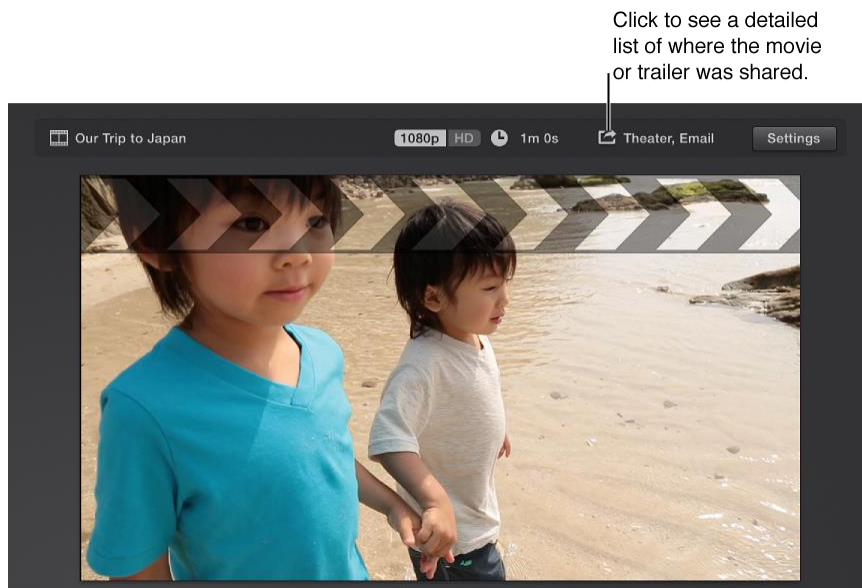 Click to see a detailed
list of where the movie
or trailer was shared.
Our Trip to Japan 1080p HD 1m 0s Theater, Email Settings